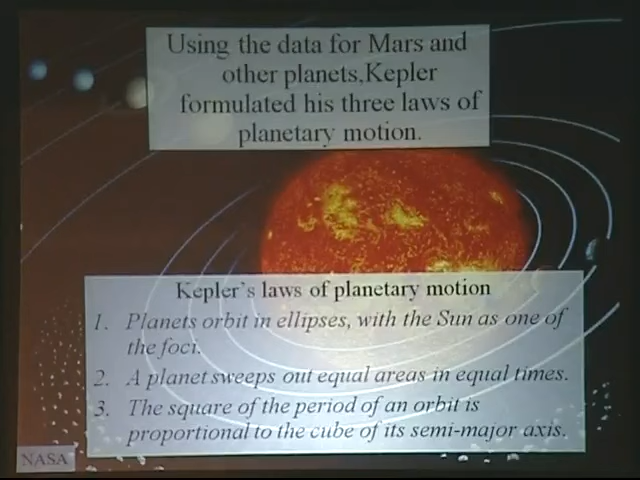 Using the data for Mars and
other planets,Kepler
formulated his three laws of
planetary motion.
Kepler's laws of planetary motion
1. Planets orbit in ellipses, with the Sun as one of
the foci.
2. A planet sweeps out equal areas in equal times.
3. The square of the period of an orbit is
proportional to the cube of its semi-major axis.
NASA